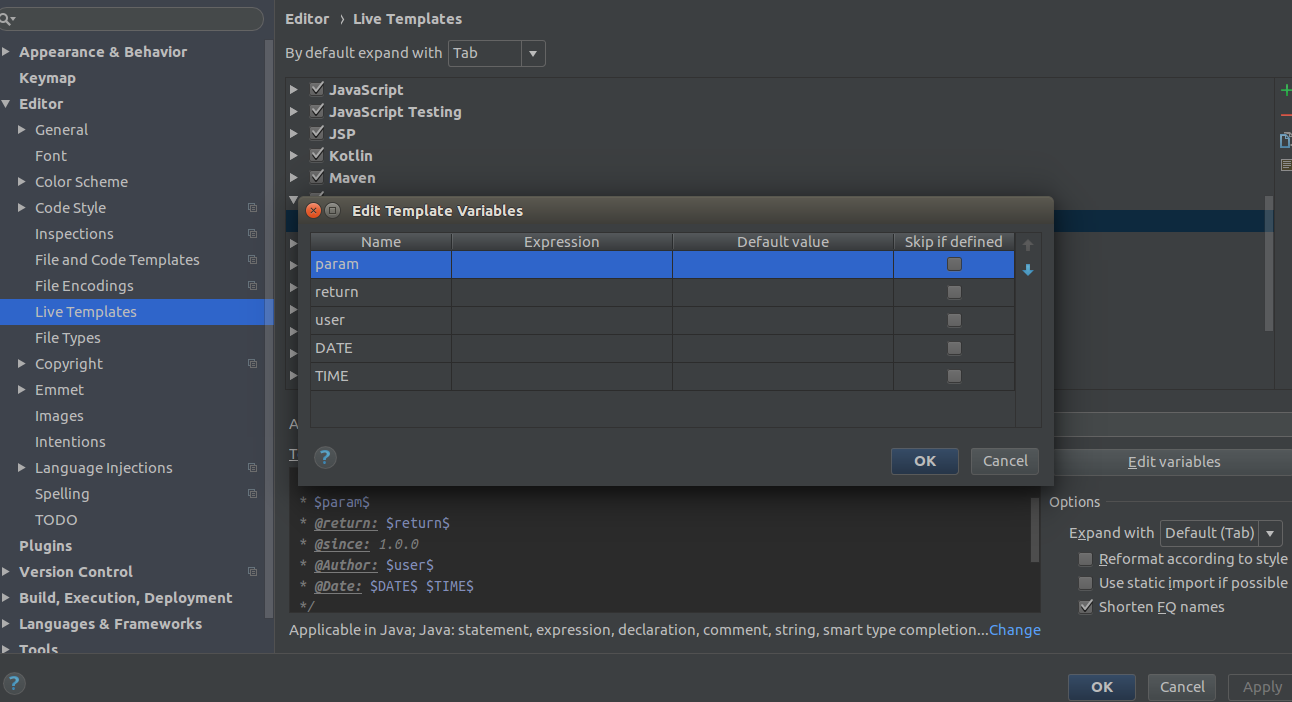 Editor › Live Templates
Appearance & Behavior
Keymap
Editor
General
Font
Color Scheme
Code Style
Inspections
File and Code Templates
File Encodings
Live Templates
File Types
Copyright
Emmet
Images
Intentions
Language Injections
Spelling
TODO
Plugins
Version Control
Build, Execution, Deployment
Languages & Frameworks
Tools
By default expand with Tab
JavaScript
JavaScript Testing
JSP
Kotlin
Maven
Edit Template Variables
Name Expression Default value Skip if defined
param
return
user
DATE
TIME
? OK Cancel
Edit variables
* $param$
* @return: $return$
* @since: 1.0.0
* @Author: $user$
* @Date: $DATE$ $TIME$
*/
Applicable in Java; Java: statement, expression, declaration, comment, string, smart type completion...Change
Options
Expand with Default (Tab)
Reformat according to style
Use static import if possible
Shorten FQ names
? OK Cancel Apply